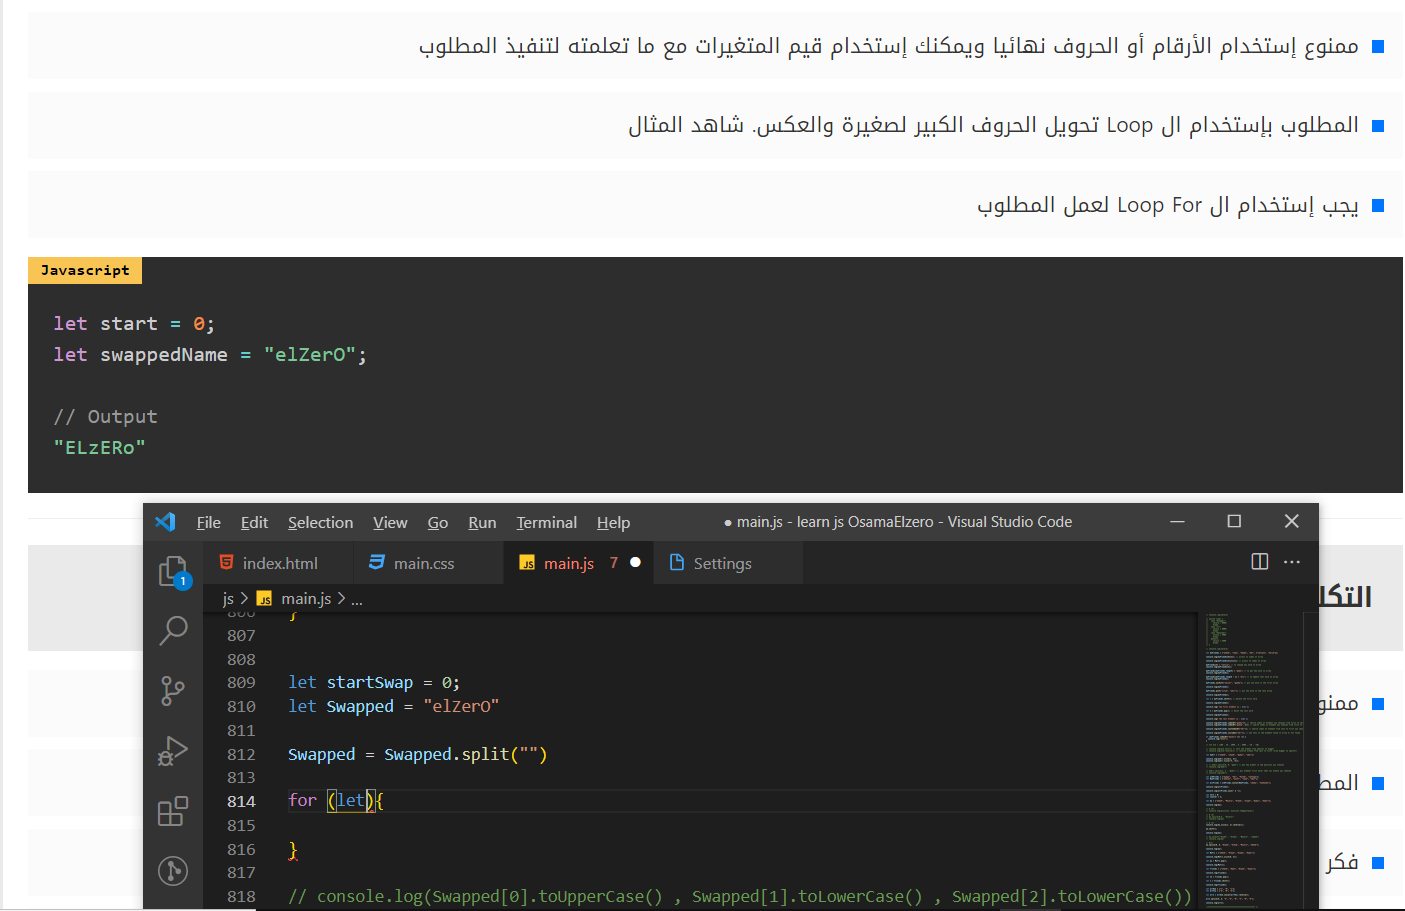 ممنوع إستخدام الأرقام أو الحروف نهائيا ويمكنك إستخدام قيم المتغيرات مع ما تعلمته لتنفيذ المطلوب
المطلوب بإستخدام ال Loop تحويل الحروف الكبير لصغيرة والعكس. شاهد المثال
يجب إستخدام ال Loop For لعمل المطلوب
Javascript
let start = 0;
let swappedName = "elZerO";
// Output
"ELzERo"
File Edit Selection View Go Run Terminal Help ● main.js - learn js OsamaElzero - Visual Studio Code
index.html main.css main.js 7 Settings
1
js > main.js > ...
التكل
806 }
807
808
809 let startSwap = 0;
810 let Swapped = "elZerO"
811
812 Swapped = Swapped.split("")
813
814 for (let){
815
816 }
817
818 // console.log(Swapped[0].toUpperCase() , Swapped[1].toLowerCase() , Swapped[2].toLowerCase())
ممنو
المط
فكر